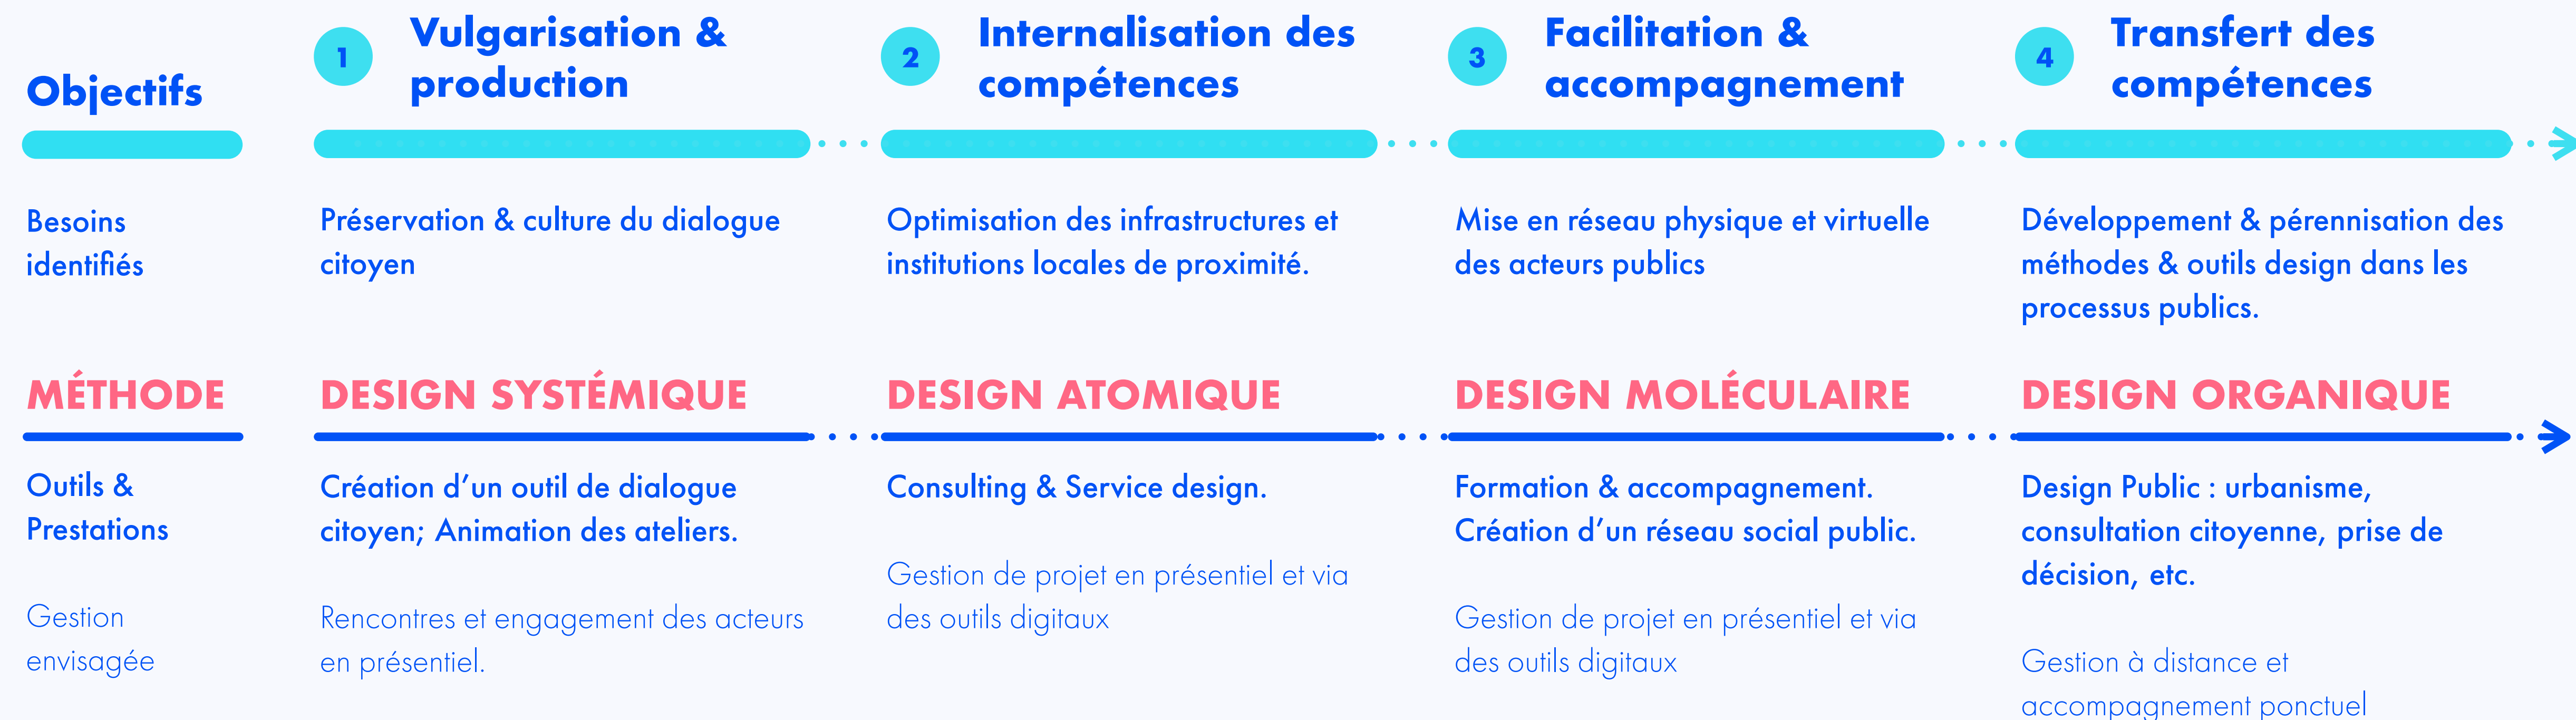 Objectifs
1
Vulgarisation &
production
2
Internalisation des
compétences
3
Facilitation &
accompagnement
4
Transfert des
compétences
Besoins
identifiés
Préservation & culture du dialogue
citoyen
Optimisation des infrastructures et
institutions locales de proximité.
Mise en réseau physique et virtuelle
des acteurs publics
Développement & pérennisation des
méthodes & outils design dans les
processus publics.
MÉTHODE
DESIGN SYSTÉMIQUE
DESIGN ATOMIQUE
DESIGN MOLÉCULAIRE
DESIGN ORGANIQUE
Outils &
Prestations
Création d’un outil de dialogue
citoyen; Animation des ateliers.
Consulting & Service design.
Formation & accompagnement.
Création d’un réseau social public.
Design Public : urbanisme,
consultation citoyenne, prise de
décision, etc.
Gestion
envisagée
Rencontres et engagement des acteurs
en présentiel.
Gestion de projet en présentiel et via
des outils digitaux
Gestion de projet en présentiel et via
des outils digitaux
Gestion à distance et
accompagnement ponctuel